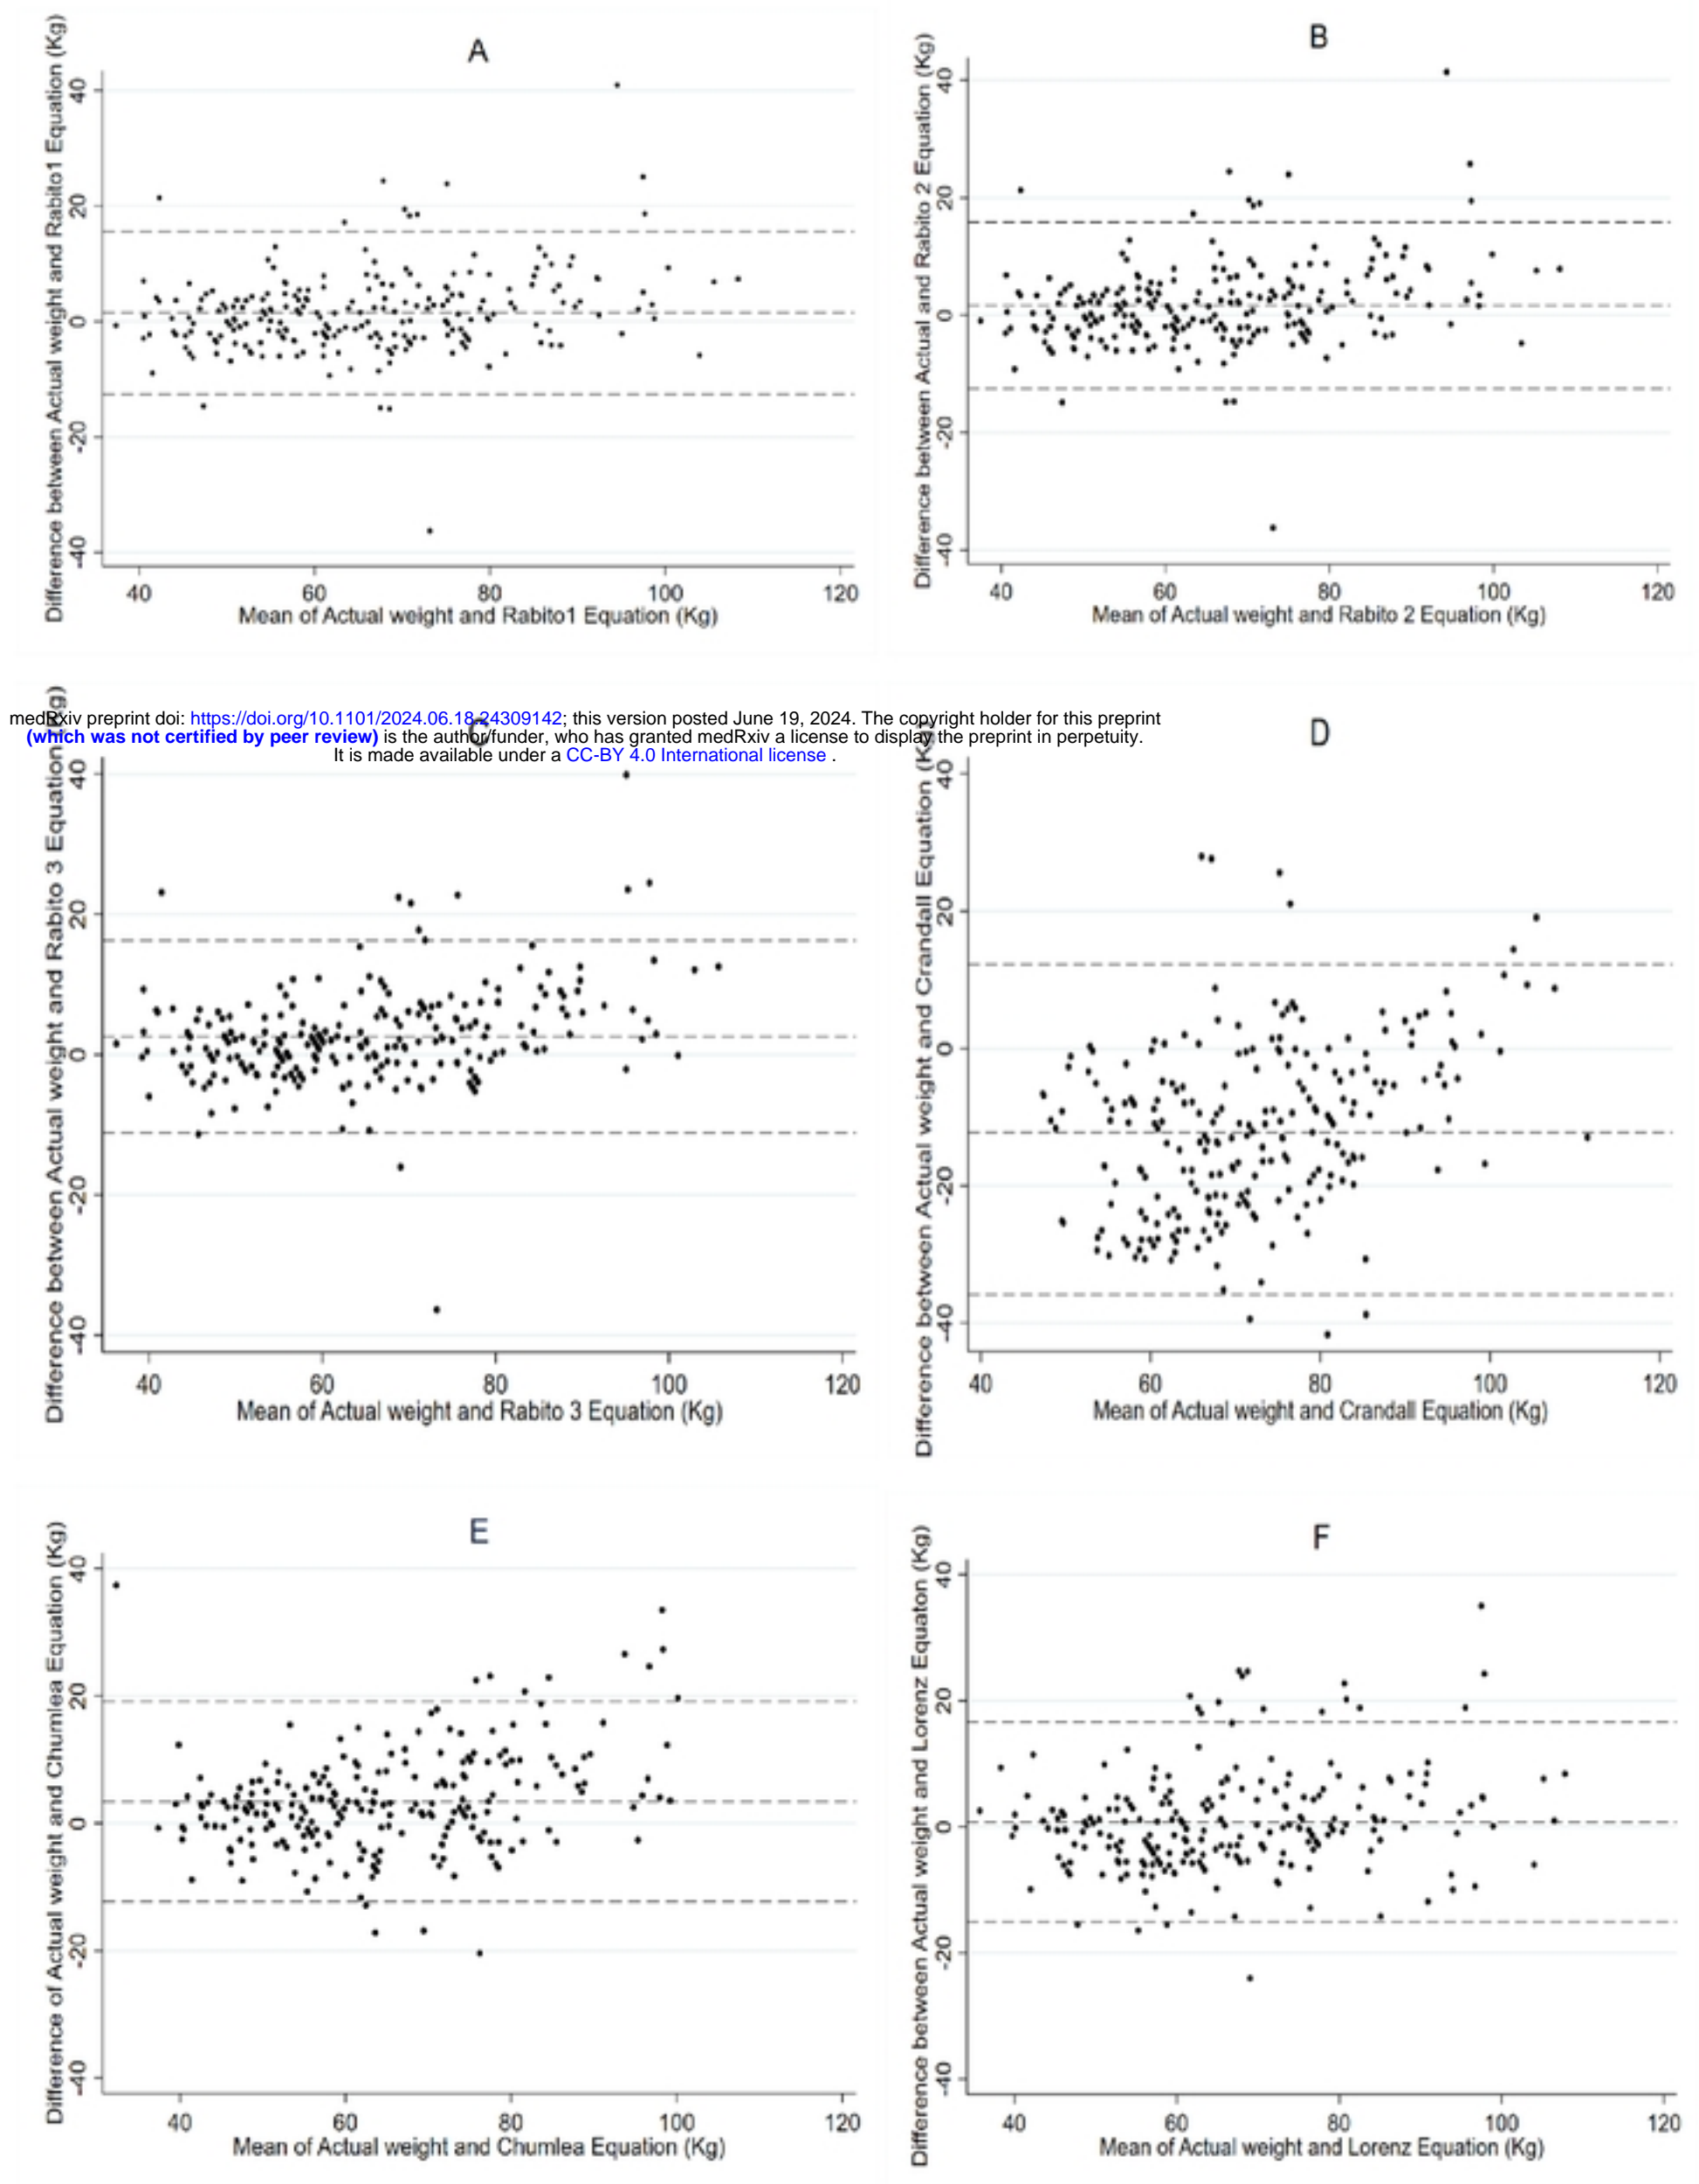 A
Difference between Actual weight and Rabito1 Equation (Kg)
40
20
0
-20
-40
40 60 80 100 120
Mean of Actual weight and Rabito1 Equation (Kg)
B
Difference between Actual and Rabito 2 Equation (Kg)
40
20
0
-20
-40
40 60 80 100 120
Mean of Actual weight and Rabito 2 Equation (Kg)
medRxiv preprint doi: https://doi.org/10.1101/2024.06.18.24309142; this version posted June 19, 2024. The copyright holder for this preprint
(which was not certified by peer review) is the author/funder, who has granted medRxiv a license to display the preprint in perpetuity.
It is made available under a CC-BY 4.0 International license .
C
Difference between Actual weight and Rabito 3 Equation (Kg)
40
20
0
-20
-40
40 60 80 100 120
Mean of Actual weight and Rabito 3 Equation (Kg)
D
Difference between Actual weight and Crandall Equation (Kg)
40
20
0
-20
-40
40 60 80 100 120
Mean of Actual weight and Crandall Equation (Kg)
E
Difference of Actual weight and Chumlea Equation (Kg)
40
20
0
-20
-40
40 60 80 100 120
Mean of Actual weight and Chumlea Equation (Kg)
F
Difference between Actual weight and Lorenz Equaton (Kg)
40
20
0
-20
-40
40 60 80 100 120
Mean of Actual weight and Lorenz Equation (Kg)